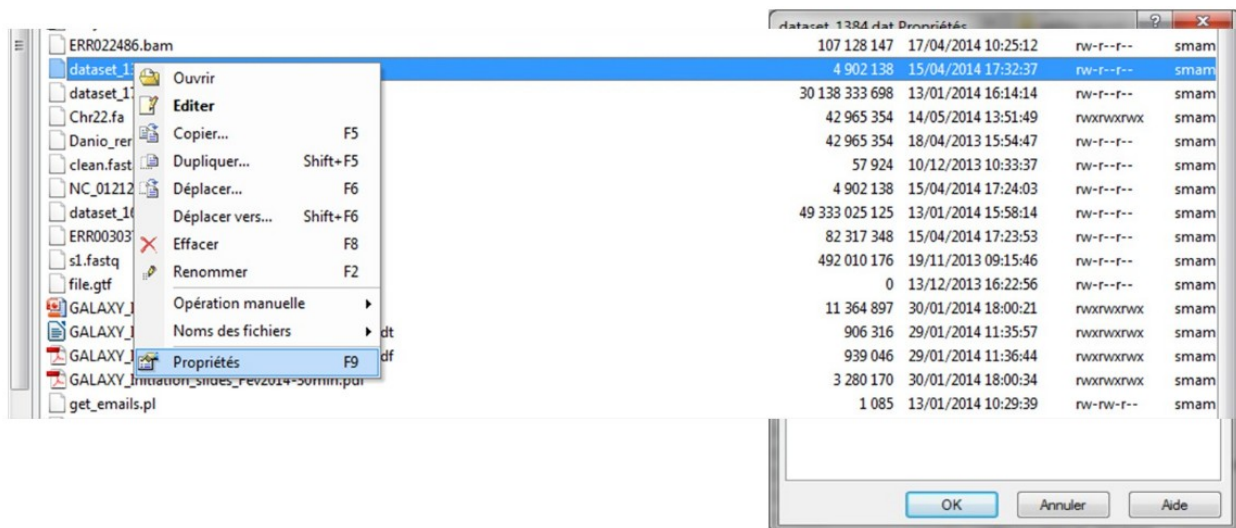 dataset_1384.dat Propriétés
ERR022486.bam 107 128 147 17/04/2014 10:25:12 rw-r--r-- smam
dataset_13 4 902 138 15/04/2014 17:32:37 rw-r--r-- smam
dataset_17 30 138 333 698 13/01/2014 16:14:14 rw-r--r-- smam
Chr22.fa 42 965 354 14/05/2014 13:51:49 rwxrwxrwx smam
Danio_rer 42 965 354 18/04/2013 15:54:47 rw-r--r-- smam
clean.fast 57 924 10/12/2013 10:33:37 rw-r--r-- smam
NC_01212 4 902 138 15/04/2014 17:24:03 rw-r--r-- smam
dataset_16 49 333 025 125 13/01/2014 15:58:14 rw-r--r-- smam
ERR00303 82 317 348 15/04/2014 17:23:53 rw-r--r-- smam
s1.fastq 492 010 176 19/11/2013 09:15:46 rw-r--r-- smam
file.gtf 0 13/12/2013 16:22:56 rw-r--r-- smam
GALAXY_I 11 364 897 30/01/2014 18:00:21 rwxrwxrwx smam
GALAXY_I dt 906 316 29/01/2014 11:35:57 rwxrwxrwx smam
GALAXY_I df 939 046 29/01/2014 11:36:44 rwxrwxrwx smam
GALAXY_Initiation_slides_Fev2014-30min.pdf 3 280 170 30/01/2014 18:00:34 rwxrwxrwx smam
get_emails.pl 1 085 13/01/2014 10:29:39 rw-rw-r-- smam
Ouvrir
Editer
Copier... F5
Dupliquer... Shift+F5
Déplacer... F6
Déplacer vers... Shift+F6
Effacer F8
Renommer F2
Opération manuelle
Noms des fichiers
Propriétés F9
OK Annuler Aide